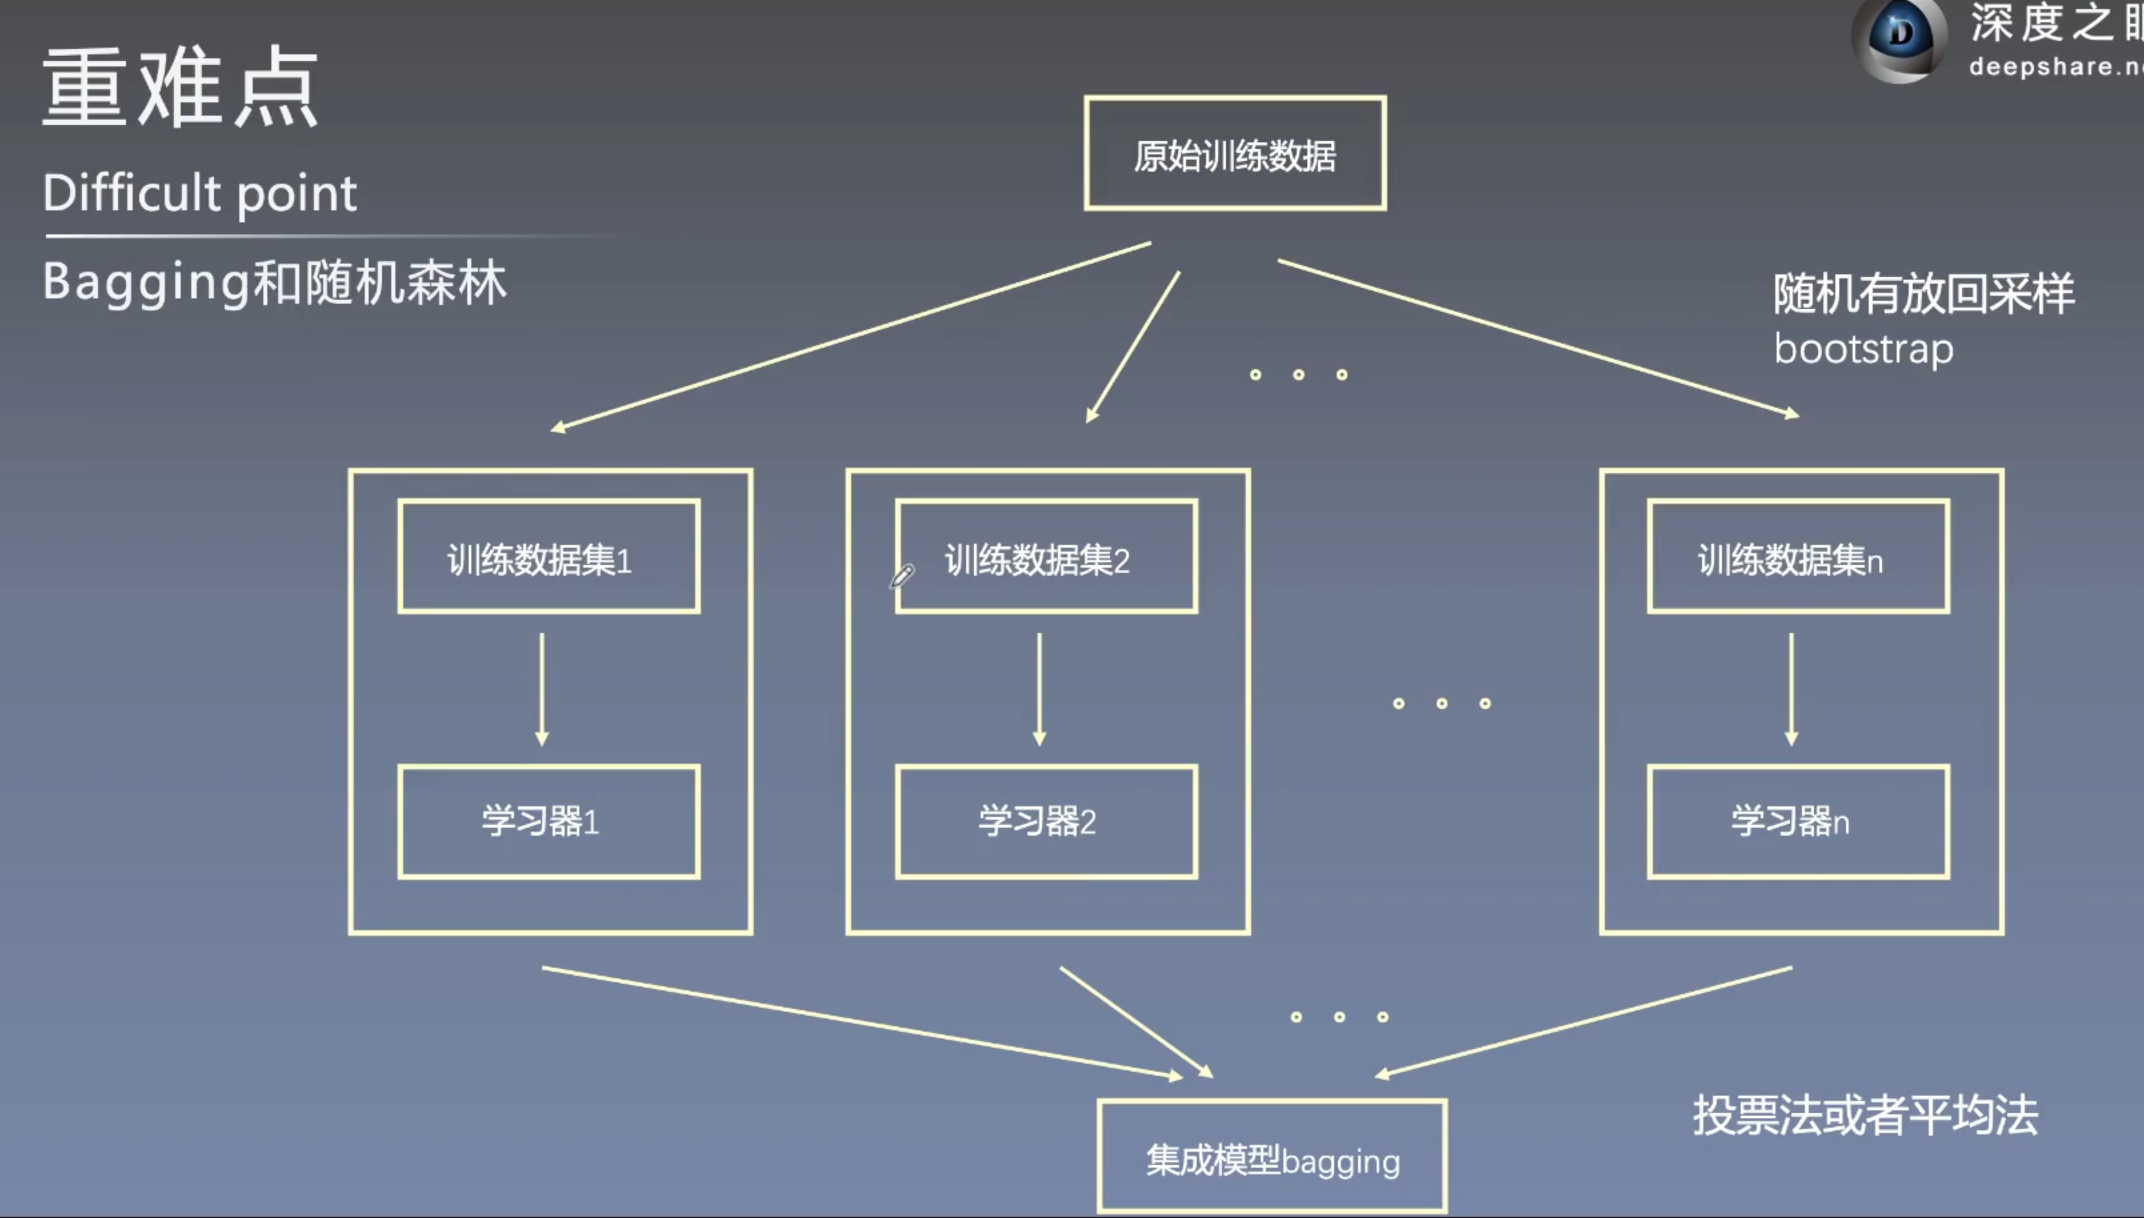 重难点
Difficult point
Bagging和随机森林
深度之眼
deepshare.ne
原始训练数据
随机有放回采样
bootstrap
训练数据集1
训练数据集2
训练数据集n
学习器1
学习器2
学习器n
投票法或者平均法
集成模型bagging